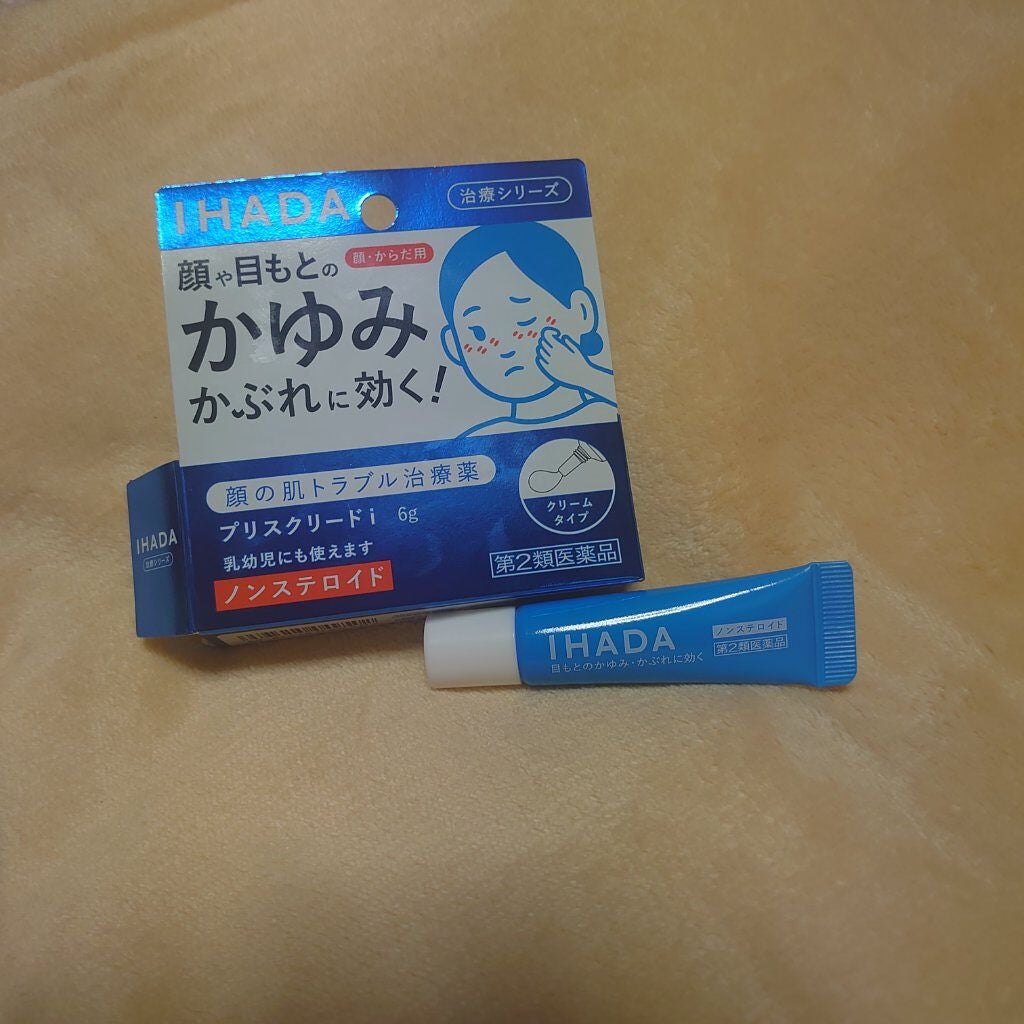 IHADA
治療シリーズ
顔や目もとの
顔・からだ用
かゆみ
かぶれに効く!
顔の肌トラブル治療薬
プリスクリードi 6g
乳幼児にも使えます
ノンステロイド
クリーム
タイプ
第2類医薬品
IHADA
治療シリーズ
IHADA
目もとのかゆみ・かぶれに効く
ノンステロイド
第2類医薬品